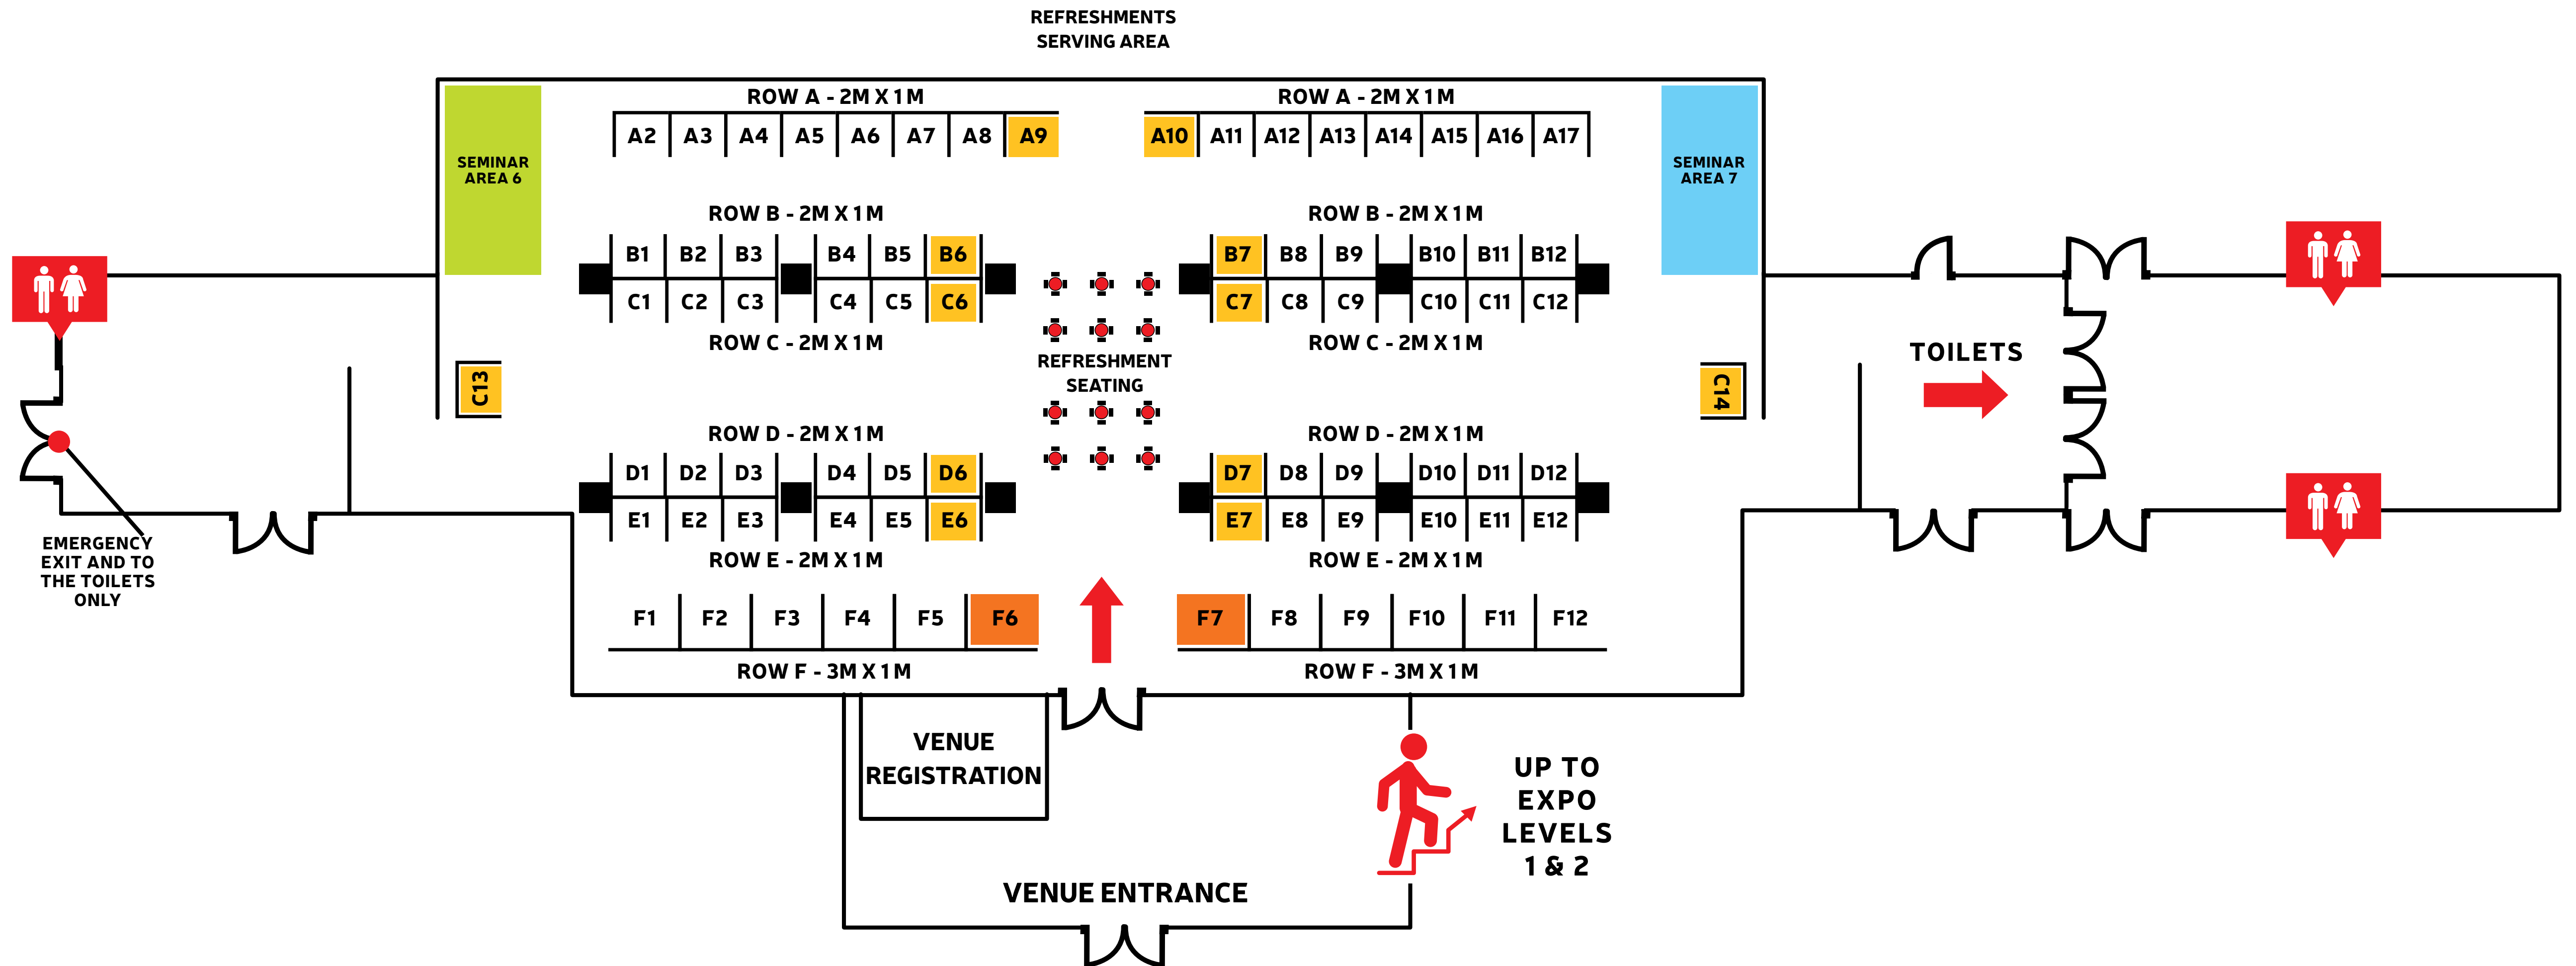 REFRESHMENTS
SERVING AREA
ROW A - 2M X 1M
ROW A - 2M X 1M
A2 A3 A4 A5 A6 A7 A8 A9
A10 A11 A12 A13 A14 A15 A16 A17
SEMINAR
AREA 6
SEMINAR
AREA 7
ROW B - 2M X 1M
ROW B - 2M X 1M
B1 B2 B3 B4 B5 B6
B7 B8 B9 B10 B11 B12
C1 C2 C3 C4 C5 C6
C7 C8 C9 C10 C11 C12
ROW C - 2M X 1M
ROW C - 2M X 1M
REFRESHMENT
SEATING
TOILETS
C13
C14
ROW D - 2M X 1M
ROW D - 2M X 1M
D1 D2 D3 D4 D5 D6
D7 D8 D9 D10 D11 D12
E1 E2 E3 E4 E5 E6
E7 E8 E9 E10 E11 E12
ROW E - 2M X 1M
ROW E - 2M X 1M
EMERGENCY
EXIT AND TO
THE TOILETS
ONLY
F1 F2 F3 F4 F5 F6
F7 F8 F9 F10 F11 F12
ROW F - 3M X 1M
ROW F - 3M X 1M
VENUE
REGISTRATION
UP TO
EXPO
LEVELS
1 & 2
VENUE ENTRANCE